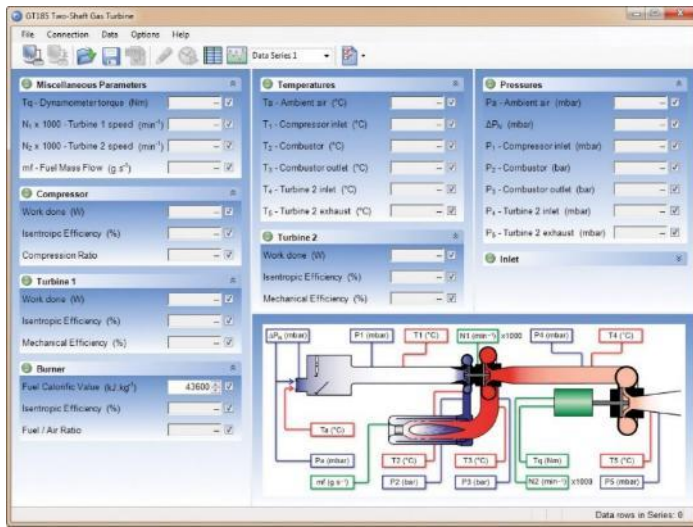 GT185 Two-Shaft Gas Turbine
File Connection Data Options Help
Data Series 1
Miscellaneous Parameters
Tq - Dynamometer torque (Nm) --
N₁ x 1000 - Turbine 1 speed (min⁻¹) --
N₂ x 1000 - Turbine 2 speed (min⁻¹) --
mf - Fuel Mass Flow (g s⁻¹) --
Compressor
Work done (W) --
Isentroipc Efficiency (%) --
Compression Ratio --
Turbine 1
Work done (W) --
Isentropic Efficiency (%) --
Mechanical Efficiency (%) --
Burner
Fuel Calorific Value (kJ.kg⁻¹) 43600
Isentropic Efficiency (%) --
Fuel / Air Ratio --
Temperatures
Ta - Ambient air (°C) --
T₁ - Compressor inlet (°C) --
T₂ - Combustor (°C) --
T₃ - Combustor outlet (°C) --
T₄ - Turbine 2 inlet (°C) --
T₅ - Turbine 2 exhaust (°C) --
Turbine 2
Work done (W) --
Isentropic Efficiency (%) --
Mechanical Efficiency (%) --
Pressures
Pa - Ambient air (mbar) --
ΔPₙ (mbar) --
P₁ - Compressor inlet (mbar) --
P₂ - Combustor (bar) --
P₃ - Combustor outlet (bar) --
P₄ - Turbine 2 inlet (mbar) --
P₅ - Turbine 2 exhaust (mbar) --
Inlet
ΔPₙ (mbar) P1 (mbar) T1 (°C) N1 (min⁻¹) x1000 P4 (mbar) T4 (°C)
Ta (°C)
Pa (mbar) T2 (°C) T3 (°C) Tq (Nm) T5 (°C)
mf (g s⁻¹) P2 (bar) P3 (bar) N2 (min⁻¹) x1000 P5 (mbar)
Data rows in Series: 0